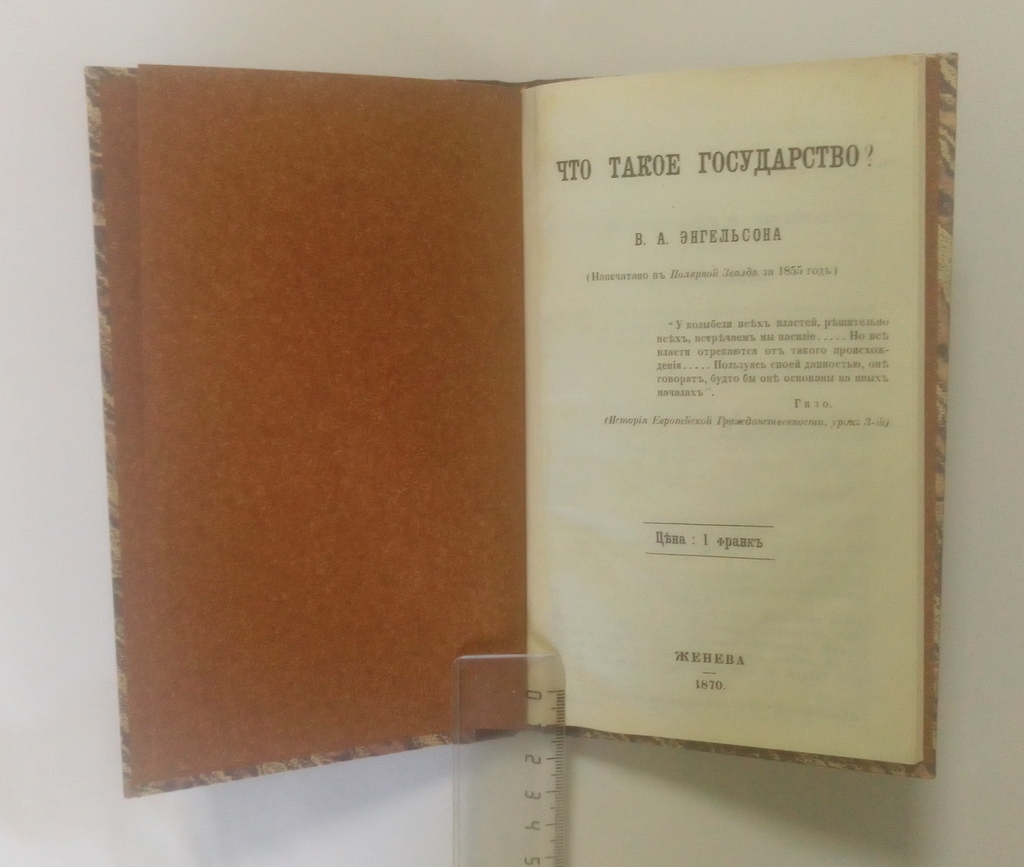 ЧТО ТАКОЕ ГОСУДАРСТВО?
В. А. ЭНГЕЛЬСОНА
(Напечатано въ Полярной Звѣздѣ за 1855 годъ)
"У колыбели всѣхъ властей, рѣшительно
всѣхъ, встрѣчаемъ мы насиліе..... Но всѣ
власти отрекаются отъ такого происхож-
денія..... Пользуясь своей давностью, онѣ
говорятъ, будто бы онѣ основаны на иныхъ
началахъ".
Гизо.
(Исторія Европейской Гражданственности, урокъ 3-ій)
Цѣна : 1 франкъ
ЖЕНЕВА
1870.
0
1
2
3
4
5